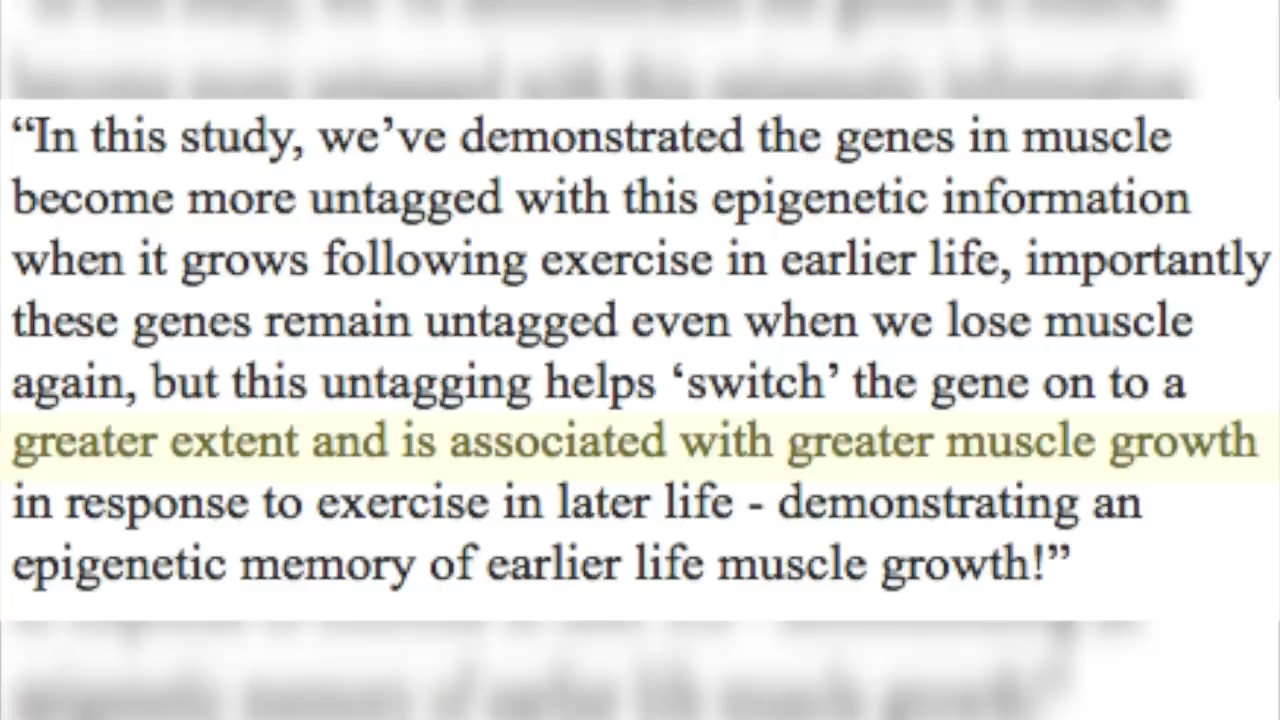 “In this study, we’ve demonstrated the genes in muscle
become more untagged with this epigenetic information
when it grows following exercise in earlier life, importantly
these genes remain untagged even when we lose muscle
again, but this untagging helps ‘switch’ the gene on to a
greater extent and is associated with greater muscle growth
in response to exercise in later life - demonstrating an
epigenetic memory of earlier life muscle growth!”